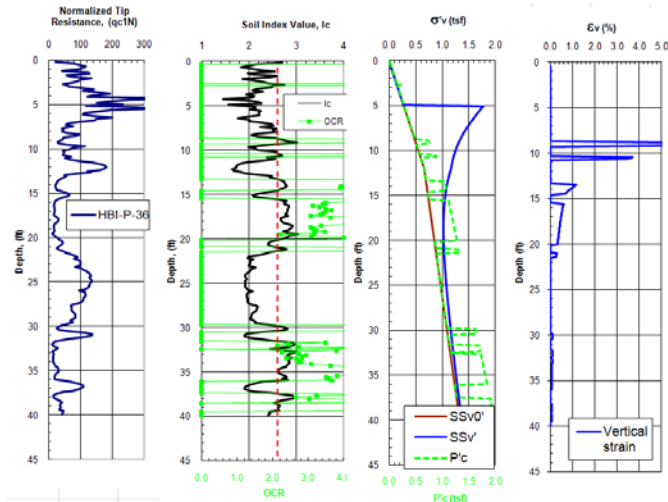 Normalized Tip
Resistance, (qc1N)
0 100 200 300
0
5
10
15
20
25
30
35
40
45
Depth, (ft)
HBI-P-36
Soil Index Value, Ic
1 2 3 4
0
5
10
15
20
25
30
35
40
45
Depth, (ft)
Ic
OCR
0.0 1.0 2.0 3.0 4.0
OCR
σ'v (tsf)
0.0 0.5 1.0 1.5 2.0
0
5
10
15
20
25
30
35
40
45
Depth (ft)
SSv0'
SSv'
P'c
0.0 0.5 1.0 1.5 2.0
P'c (tsf)
εv (%)
0.0 1.0 2.0 3.0 4.0 5.0
0
5
10
15
20
25
30
35
40
45
Depth (ft)
Vertical
strain